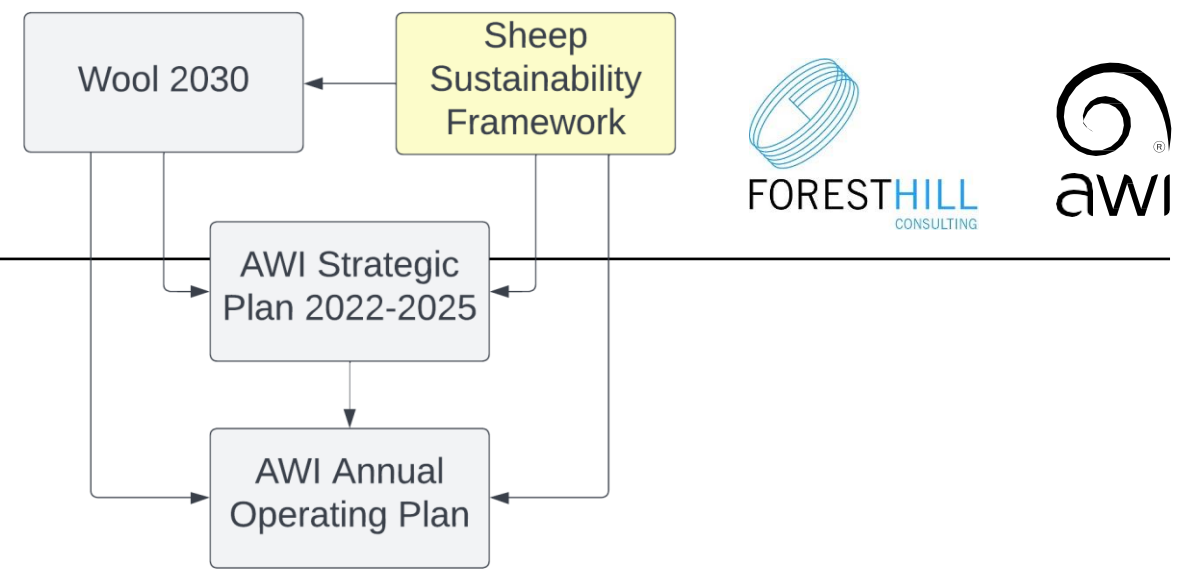 Wool 2030
Sheep
Sustainability
Framework
FORESTHILL
CONSULTING
®
awi
AWI Strategic
Plan 2022-2025
AWI Annual
Operating Plan